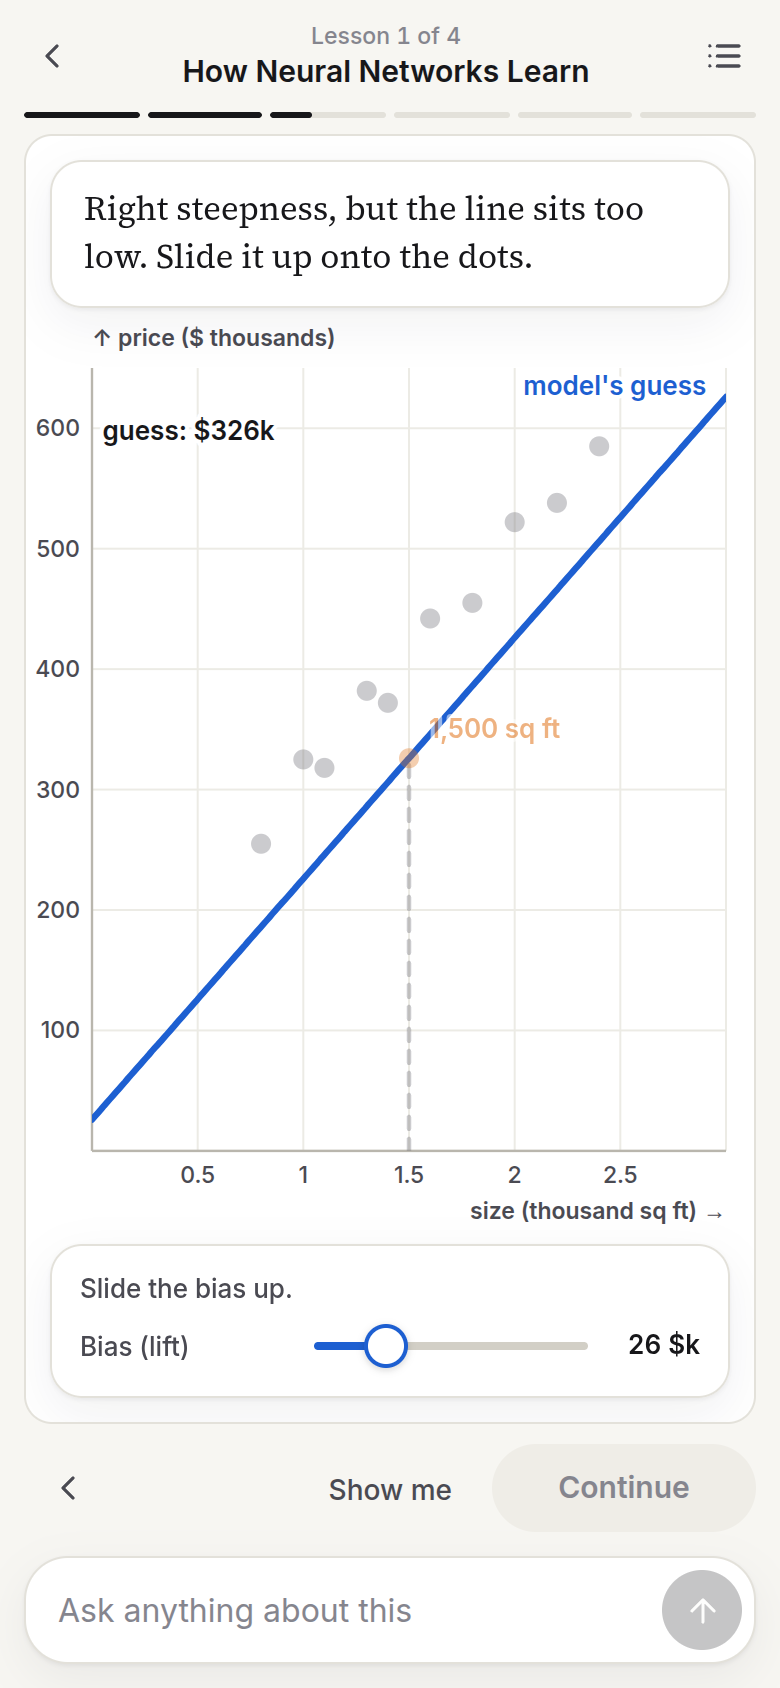 Lesson 1 of 4
How Neural Networks Learn
Right steepness, but the line sits too
low. Slide it up onto the dots.
↑ price ($ thousands)
model's guess
600
guess: $326k
500
400
1,500 sq ft
300
200
100
0.5 1 1.5 2 2.5
size (thousand sq ft) →
Slide the bias up.
Bias (lift) 26 $k
Show me Continue
Ask anything about this